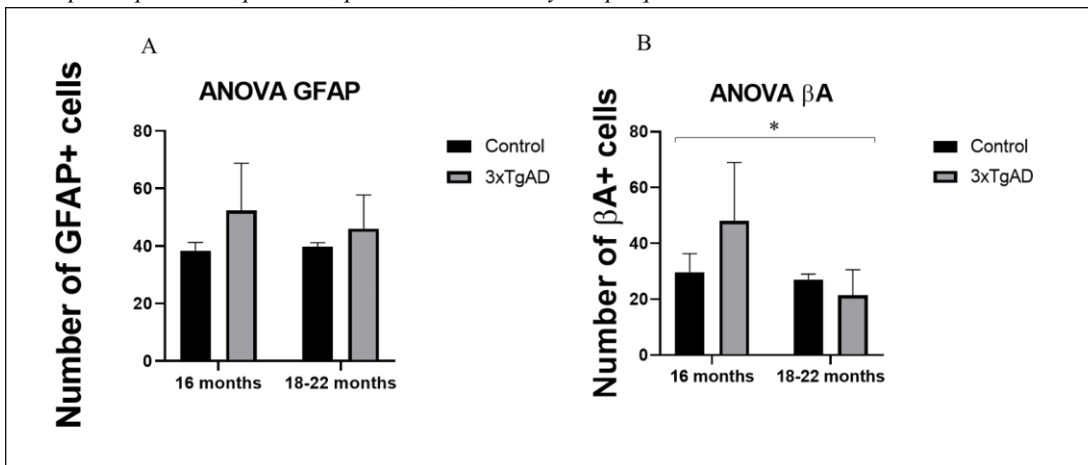 A
ANOVA GFAP
Number of GFAP+ cells
80
60
40
20
0
16 months
18-22 months
Control
3xTgAD
B
ANOVA βA
Number of βA+ cells
*
80
60
40
20
0
16 months
18-22 months
Control
3xTgAD